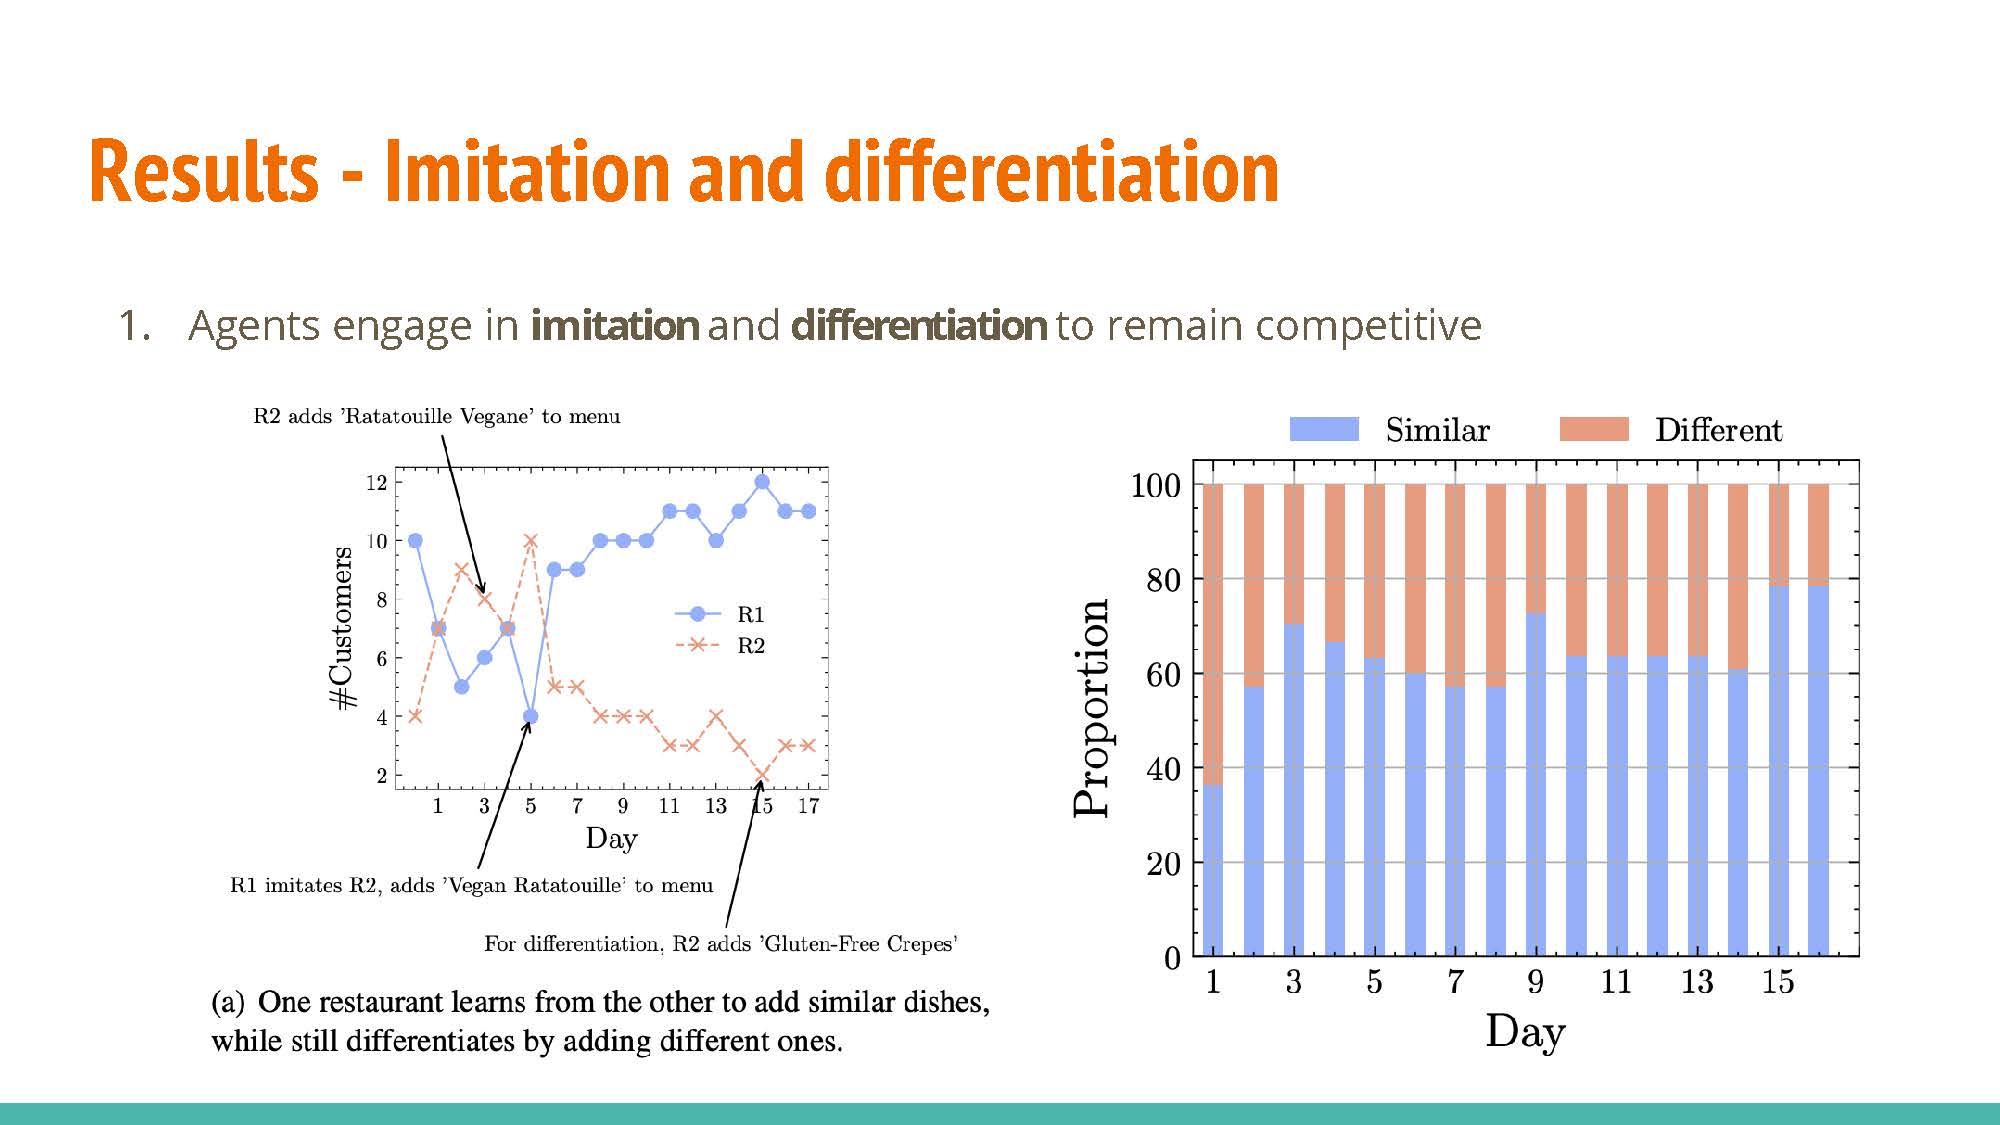 Results - Imitation and differentiation
1. Agents engage in imitation and differentiation to remain competitive
R2 adds 'Ratatouille Vegane' to menu
12
10
8
6
4
2
#Customers
R1
R2
1 3 5 7 9 11 13 15 17
Day
R1 imitates R2, adds 'Vegan Ratatouille' to menu
For differentiation, R2 adds 'Gluten-Free Crepes'
(a) One restaurant learns from the other to add similar dishes,
while still differentiates by adding different ones.
Similar Different
100
80
60
40
20
0
Proportion
1 3 5 7 9 11 13 15
Day